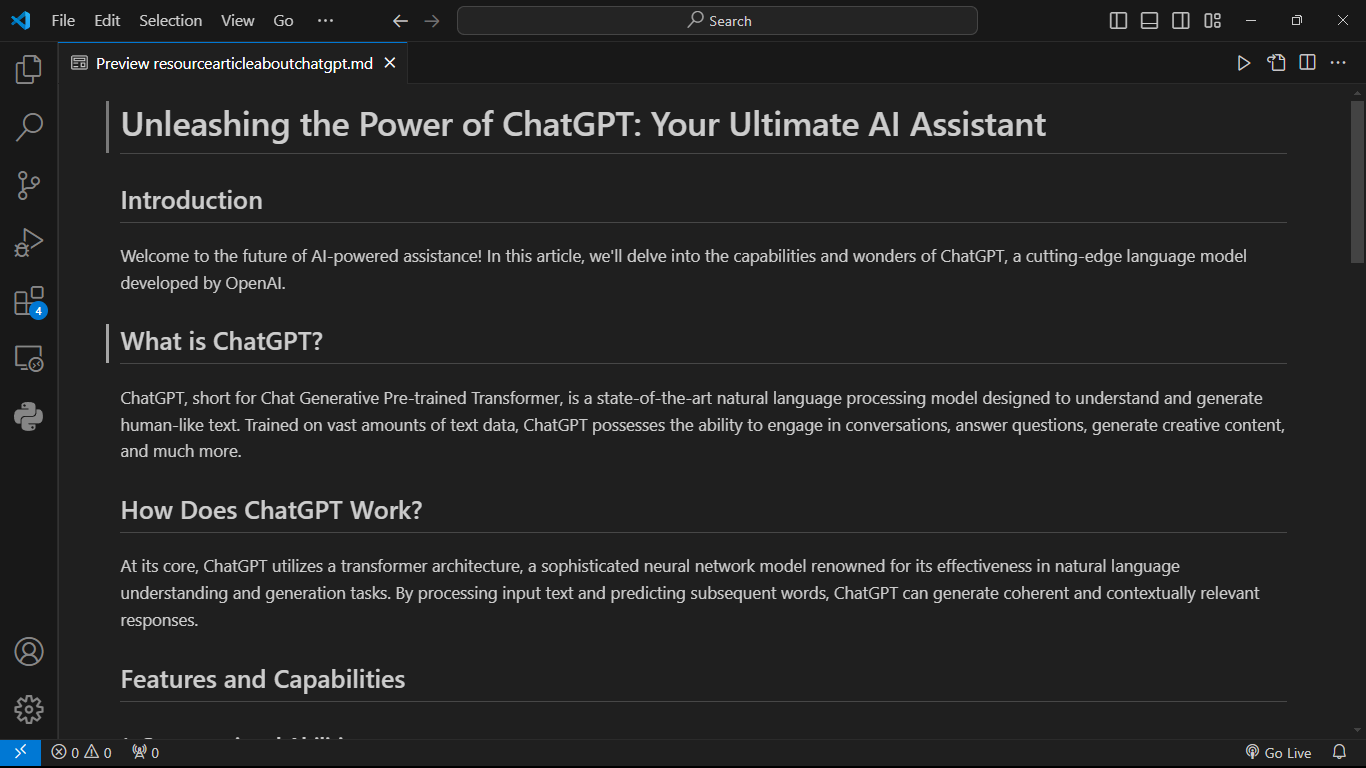 File Edit Selection View Go ···
Search
Preview resourcearticleaboutchatgpt.md
Unleashing the Power of ChatGPT: Your Ultimate AI Assistant
Introduction
Welcome to the future of AI-powered assistance! In this article, we'll delve into the capabilities and wonders of ChatGPT, a cutting-edge language model
developed by OpenAI.
4
What is ChatGPT?
ChatGPT, short for Chat Generative Pre-trained Transformer, is a state-of-the-art natural language processing model designed to understand and generate
human-like text. Trained on vast amounts of text data, ChatGPT possesses the ability to engage in conversations, answer questions, generate creative content,
and much more.
How Does ChatGPT Work?
At its core, ChatGPT utilizes a transformer architecture, a sophisticated neural network model renowned for its effectiveness in natural language
understanding and generation tasks. By processing input text and predicting subsequent words, ChatGPT can generate coherent and contextually relevant
responses.
Features and Capabilities
0 0 0 Go Live